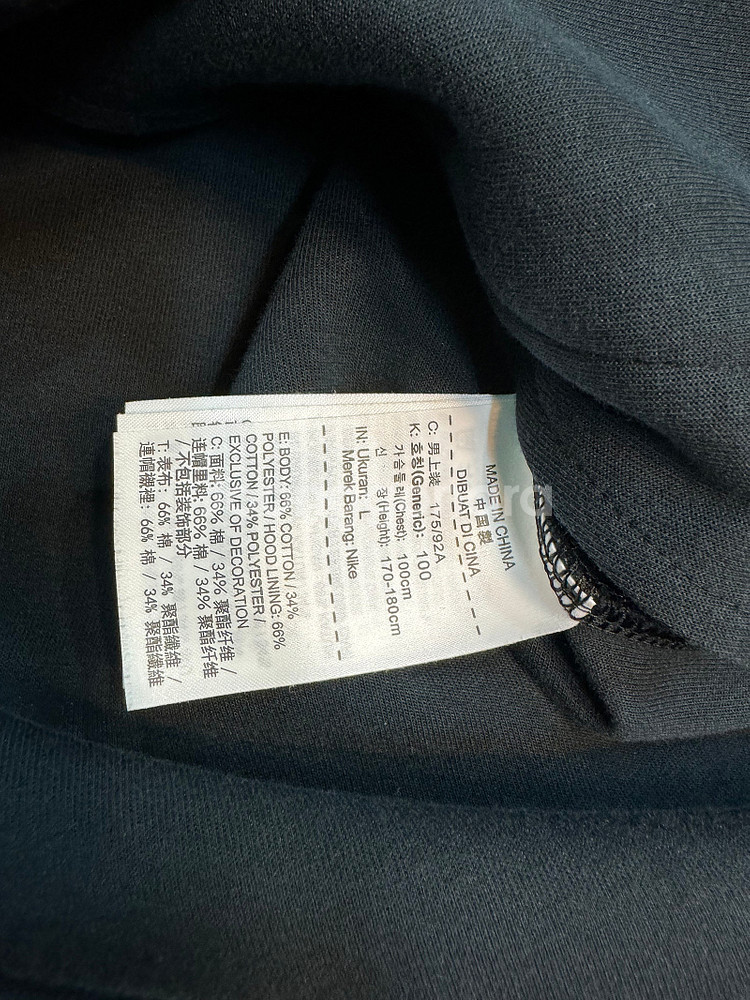 MADE IN CHINA
中国製
DIBUAT DI CINA
C: 男上装 175/92A
K: 호칭(Generic): 100
가슴둘레(Chest): 100cm
신 장(Height): 170-180cm
IN: Ukuran: L
Merek Barang: Nike
E: BODY: 66% COTTON / 34%
POLYESTER / HOOD LINING: 66%
COTTON / 34% POLYESTER /
EXCLUSIVE OF DECORATION
C: 面料: 66% 棉 / 34% 聚酯纤维 /
连帽里料: 66% 棉 / 34% 聚酯纤维
/ 不包括装饰部分
T: 表布: 66% 棉 / 34% 聚酯纖維 /
連帽襯裡: 66% 棉 / 34% 聚酯纖維